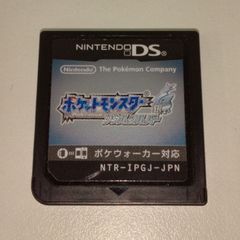 NINTENDO DS
Nintendo The Pokémon Company
ポケットモンスター
ソウルシルバー
ポケウォーカー対応
NTR-IPGJ-JPN